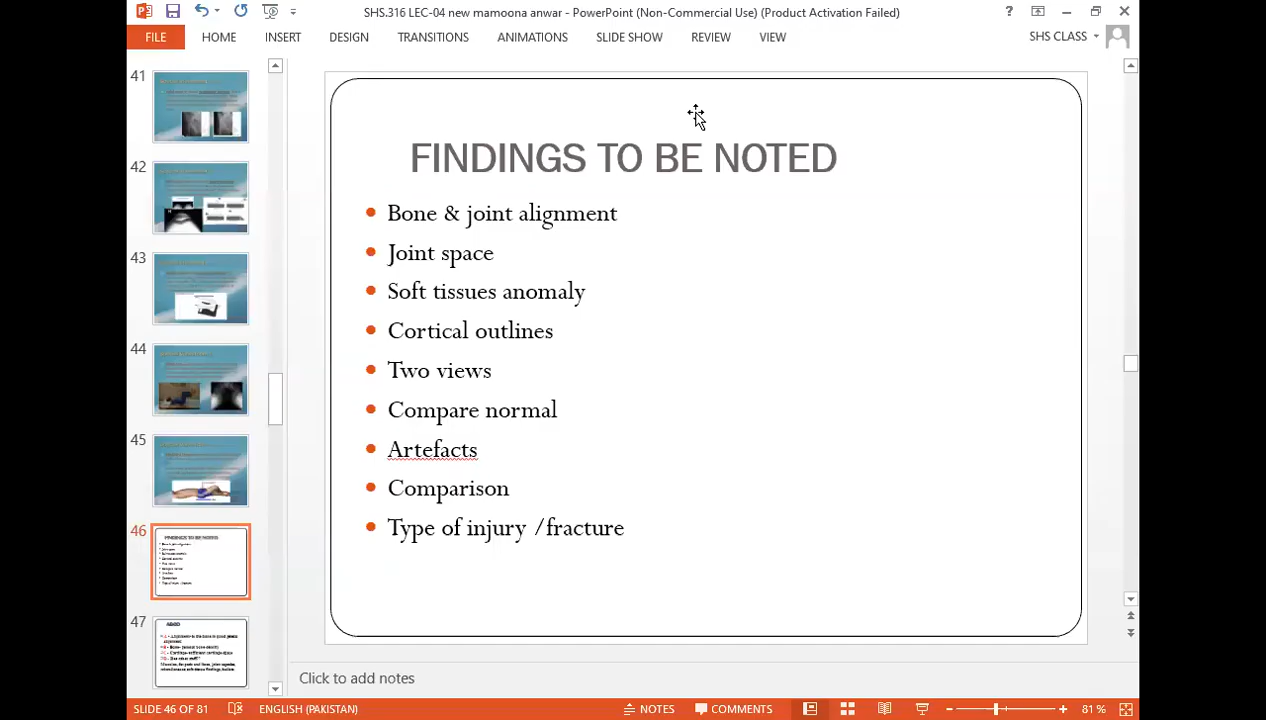 SHS.316 LEC-04 new mamoona anwar - PowerPoint (Non-Commercial Use) (Product Activation Failed)
FILE HOME INSERT DESIGN TRANSITIONS ANIMATIONS SLIDE SHOW REVIEW VIEW SHS CLASS
41
42
43
44
45
46
47
FINDINGS TO BE NOTED
Bone & joint alignment
Joint space
Soft tissues anomaly
Cortical outlines
Two views
Compare normal
Artefacts
Comparison
Type of injury /fracture
Click to add notes
SLIDE 46 OF 81 ENGLISH (PAKISTAN) NOTES COMMENTS 81 %